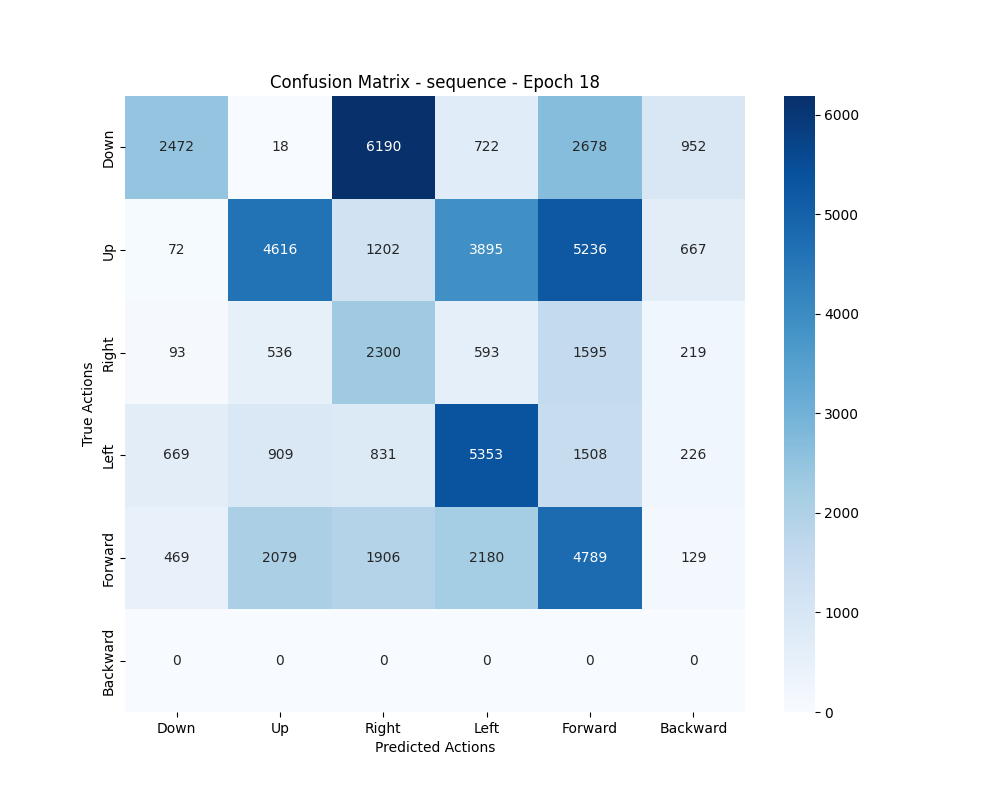 Confusion Matrix - sequence - Epoch 18
Down 2472 18 6190 722 2678 952
Up 72 4616 1202 3895 5236 667
Right 93 536 2300 593 1595 219
Left 669 909 831 5353 1508 226
Forward 469 2079 1906 2180 4789 129
Backward 0 0 0 0 0 0
True Actions
Down Up Right Left Forward Backward
Predicted Actions
6000
5000
4000
3000
2000
1000
0